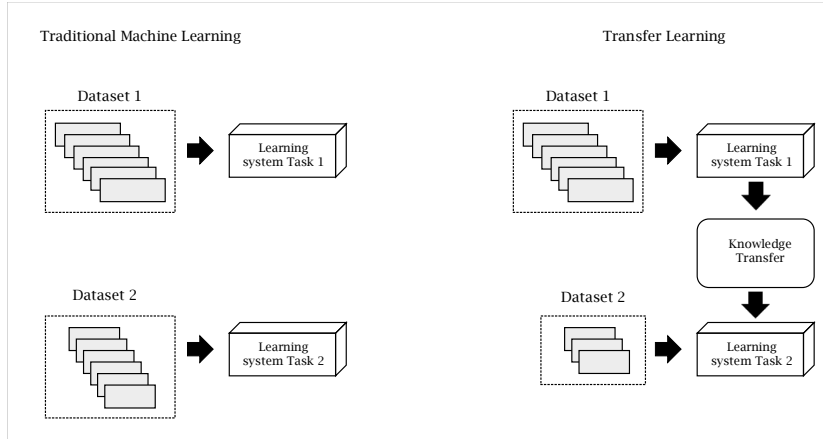 Traditional Machine Learning
Dataset 1
Learning
system Task 1
Dataset 2
Learning
system Task 2
Transfer Learning
Dataset 1
Learning
system Task 1
Knowledge
Transfer
Dataset 2
Learning
system Task 2